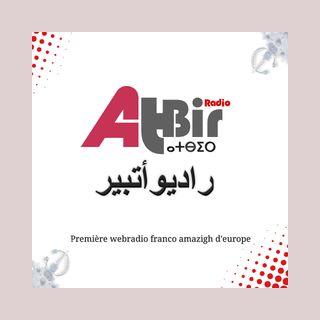 AtBir Radio
ⴰⵜⴱⵉⵔ
راديو أتبير
Première webradio franco amazigh d'europe